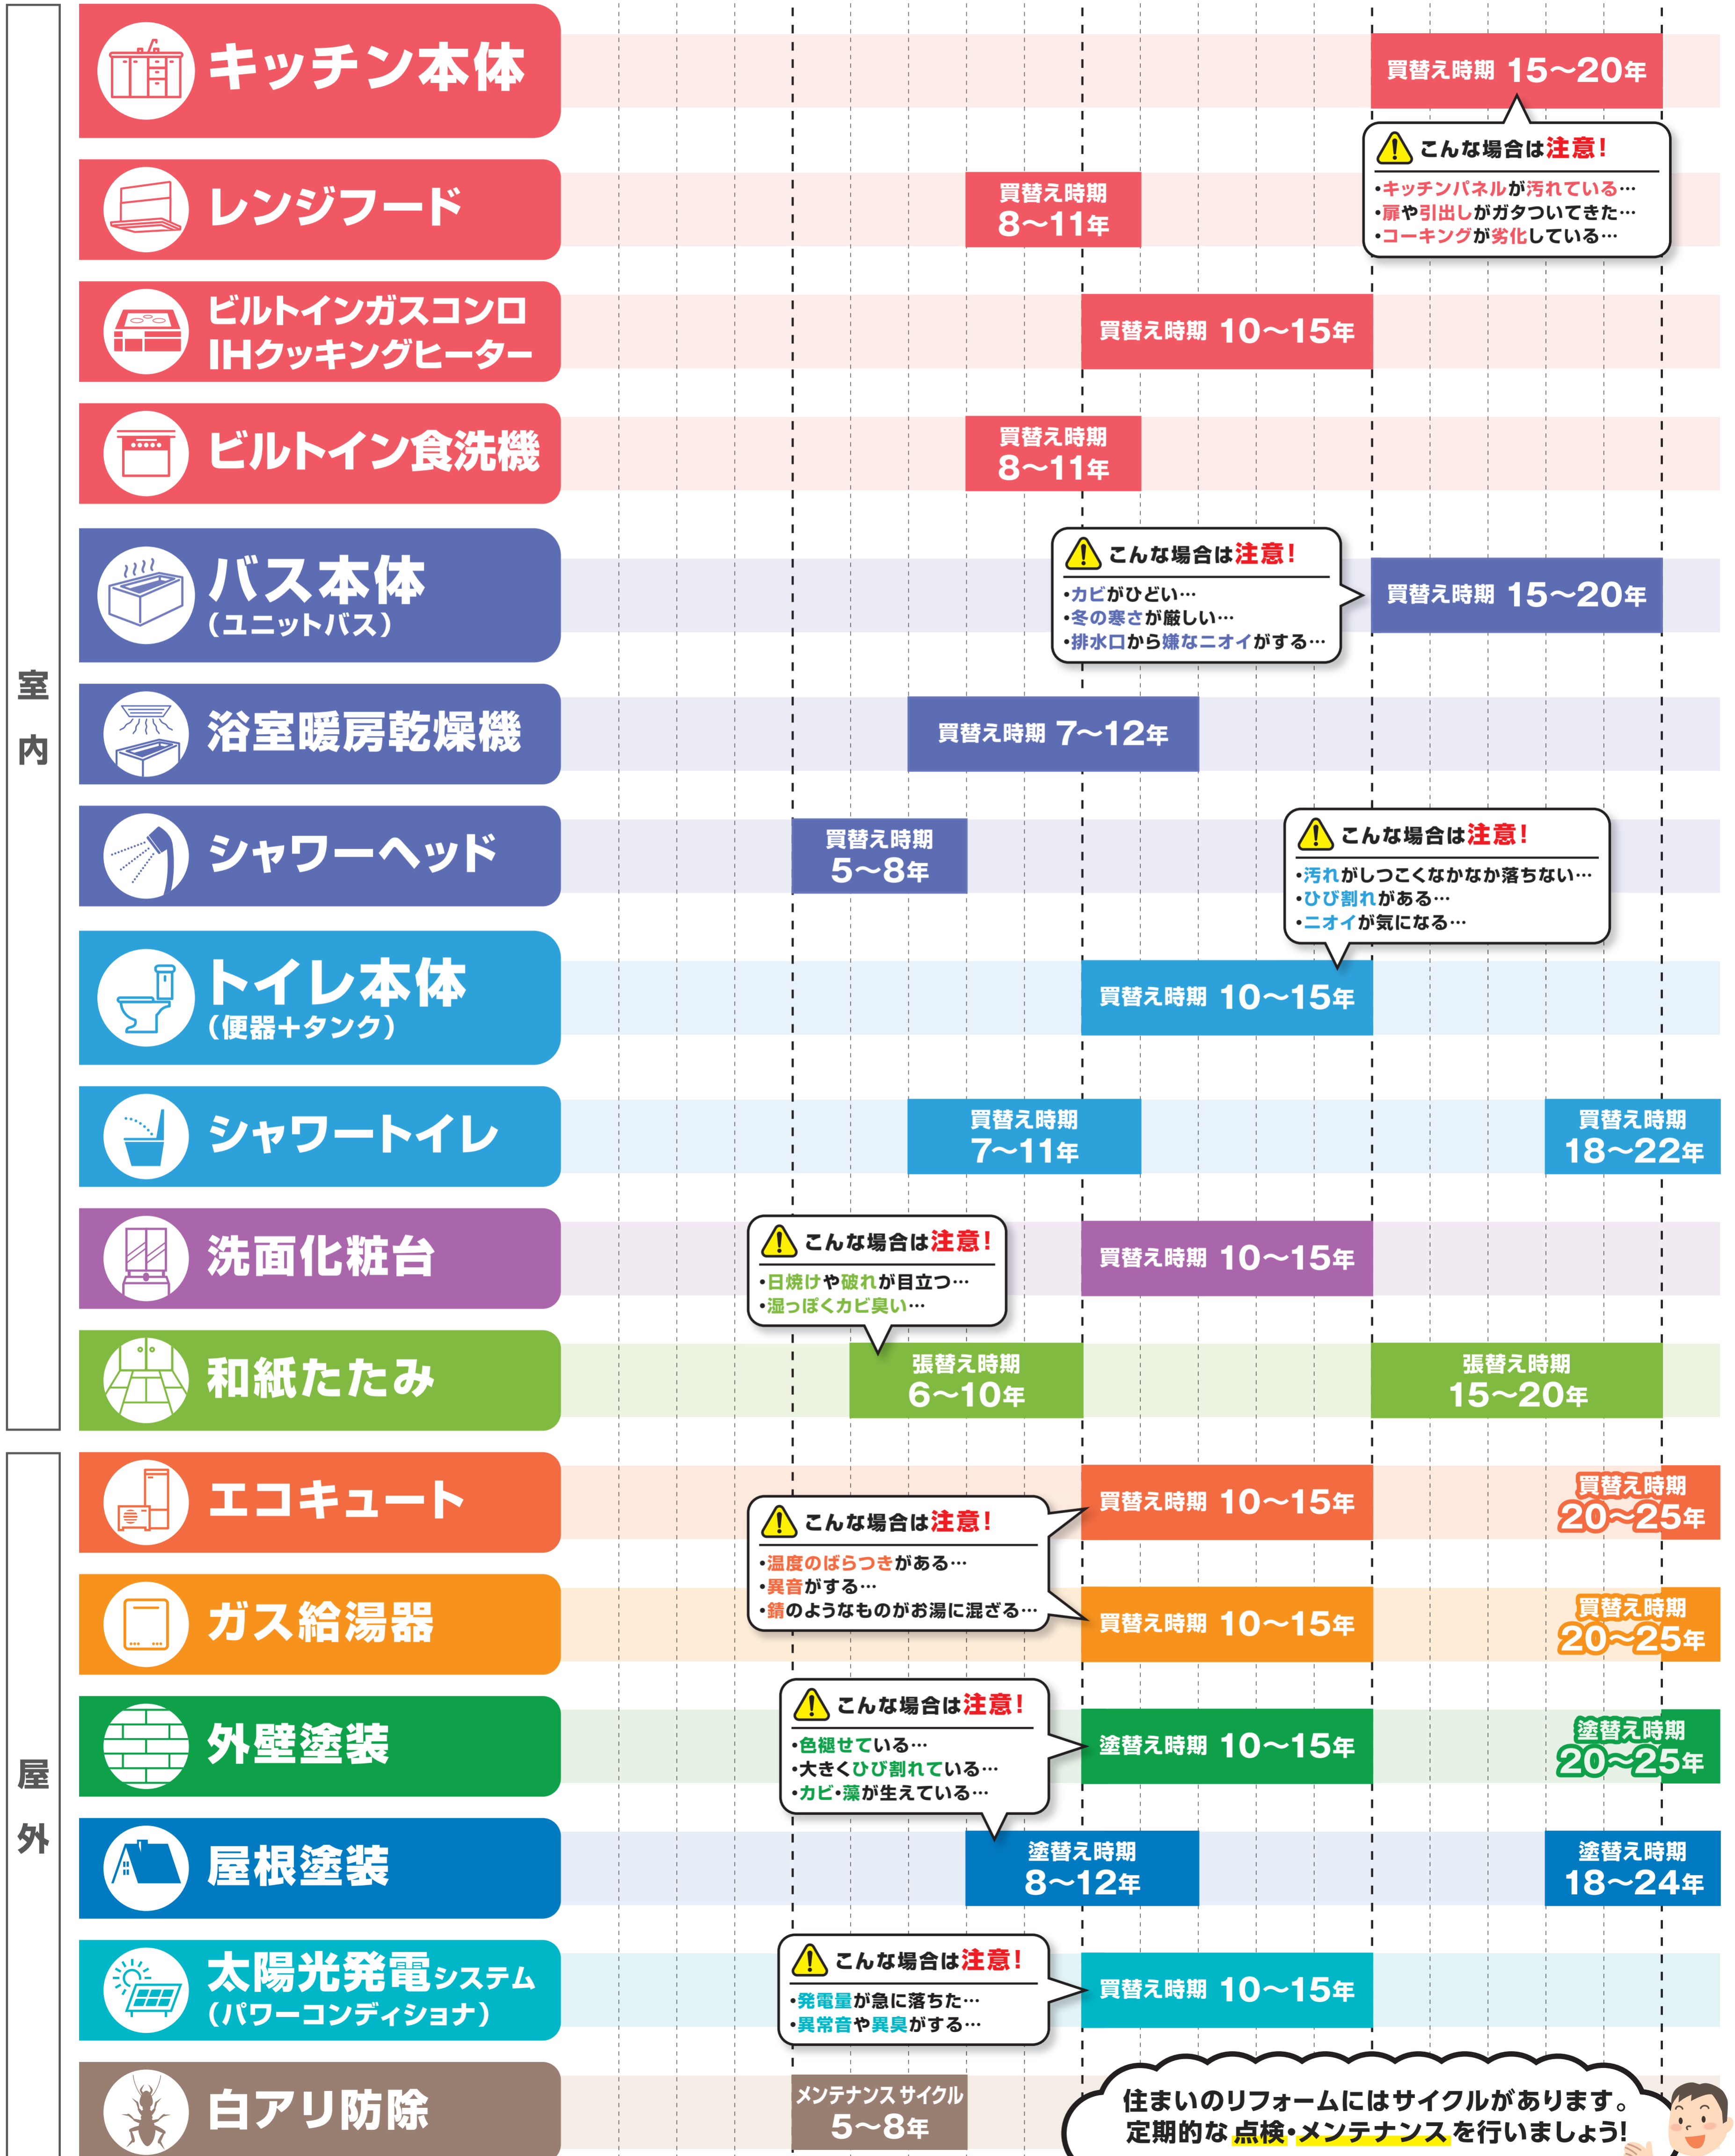 室内
キッチン本体
買替え時期 15〜20年
こんな場合は注意!
・キッチンパネルが汚れている…
・扉や引出しがガタついてきた…
・コーキングが劣化している…
レンジフード
買替え時期
8〜11年
ビルトインガスコンロ
IHクッキングヒーター
買替え時期 10〜15年
ビルトイン食洗機
買替え時期
8〜11年
バス本体
（ユニットバス）
こんな場合は注意!
・カビがひどい…
・冬の寒さが厳しい…
・排水口から嫌なニオイがする…
買替え時期 15〜20年
浴室暖房乾燥機
買替え時期 7〜12年
シャワーヘッド
買替え時期
5〜8年
こんな場合は注意!
・汚れがしつこくなかなか落ちない…
・ひび割れがある…
・ニオイが気になる…
トイレ本体
（便器＋タンク）
買替え時期 10〜15年
シャワートイレ
買替え時期
7〜11年
買替え時期
18〜22年
洗面化粧台
買替え時期 10〜15年
こんな場合は注意!
・日焼けや破れが目立つ…
・湿っぽくカビ臭い…
和紙たたみ
張替え時期
6〜10年
張替え時期
15〜20年
屋外
エコキュート
買替え時期 10〜15年
買替え時期
20〜25年
こんな場合は注意!
・温度のばらつきがある…
・異音がする…
・錆のようなものがお湯に混ざる…
ガス給湯器
買替え時期 10〜15年
買替え時期
20〜25年
こんな場合は注意!
・色褪せている…
・大きくひび割れている…
・カビ・藻が生えている…
外壁塗装
塗替え時期 10〜15年
塗替え時期
20〜25年
屋根塗装
塗替え時期
8〜12年
塗替え時期
18〜24年
太陽光発電システム
（パワーコンディショナ）
こんな場合は注意!
・発電量が急に落ちた…
・異常音や異臭がする…
買替え時期 10〜15年
白アリ防除
メンテナンスサイクル
5〜8年
住まいのリフォームにはサイクルがあります。
定期的な点検・メンテナンスを行いましょう!